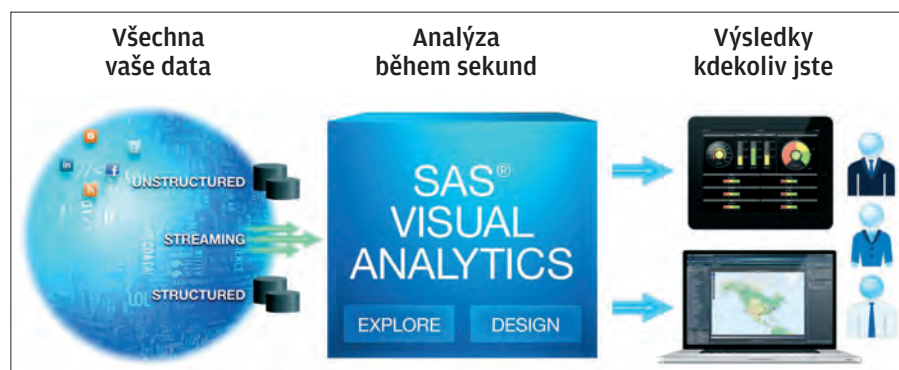 Všechna
vaše data
Analýza
během sekund
Výsledky
kdekoliv jste
UNSTRUCTURED
STREAMING
STRUCTURED
SAS®
VISUAL
ANALYTICS
EXPLORE
DESIGN